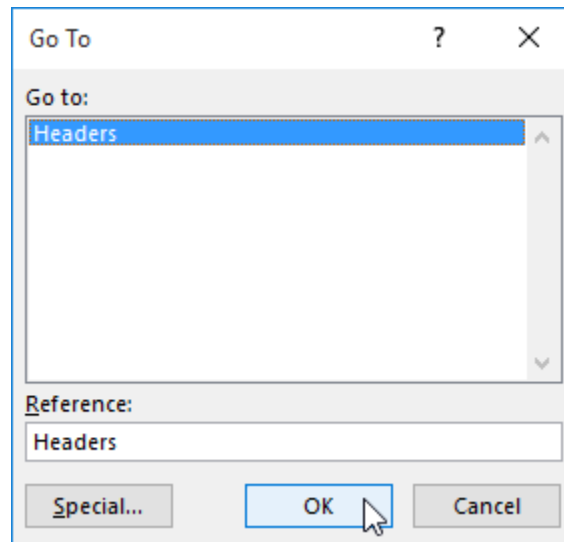 Go To
?
Go to:
Headers
Reference:
Headers
Special...
OK
Cancel